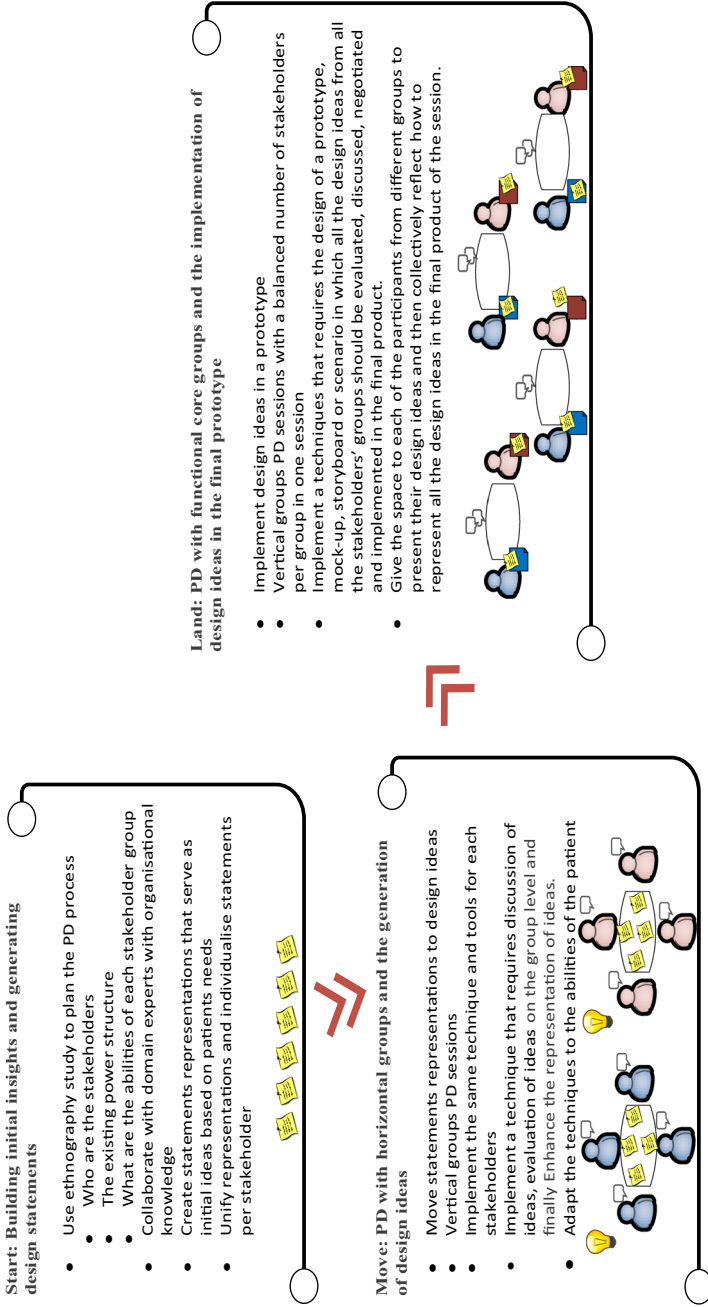 Start: Building initial insights and generating
design statements
• Use ethnography study to plan the PD process
• Who are the stakeholders
• The existing power structure
• What are the abilities of each stakeholder group
• Collaborate with domain experts with organisational
knowledge
• Create statements representations that serve as
initial ideas based on patients needs
• Unify representations and individualise statements
per stakeholder
Move: PD with horizontal groups and the generation
of design ideas
• Move statements representations to design ideas
• Vertical groups PD sessions
• Implement the same technique and tools for each
stakeholders
• Implement a technique that requires discussion of
ideas, evaluation of ideas on the group level and
finally Enhance the representation of ideas.
• Adapt the techniques to the abilities of the patient
Land: PD with functional core groups and the implementation of
design ideas in the final prototype
• Implement design ideas in a prototype
• Vertical groups PD sessions with a balanced number of stakeholders
per group in one session
• Implement a techniques that requires the design of a prototype,
mock-up, storyboard or scenario in which all the design ideas from all
the stakeholders' groups should be evaluated, discussed, negotiated
and implemented in the final product.
• Give the space to each of the participants from different groups to
present their design ideas and then collectively reflect how to
represent all the design ideas in the final product of the session.